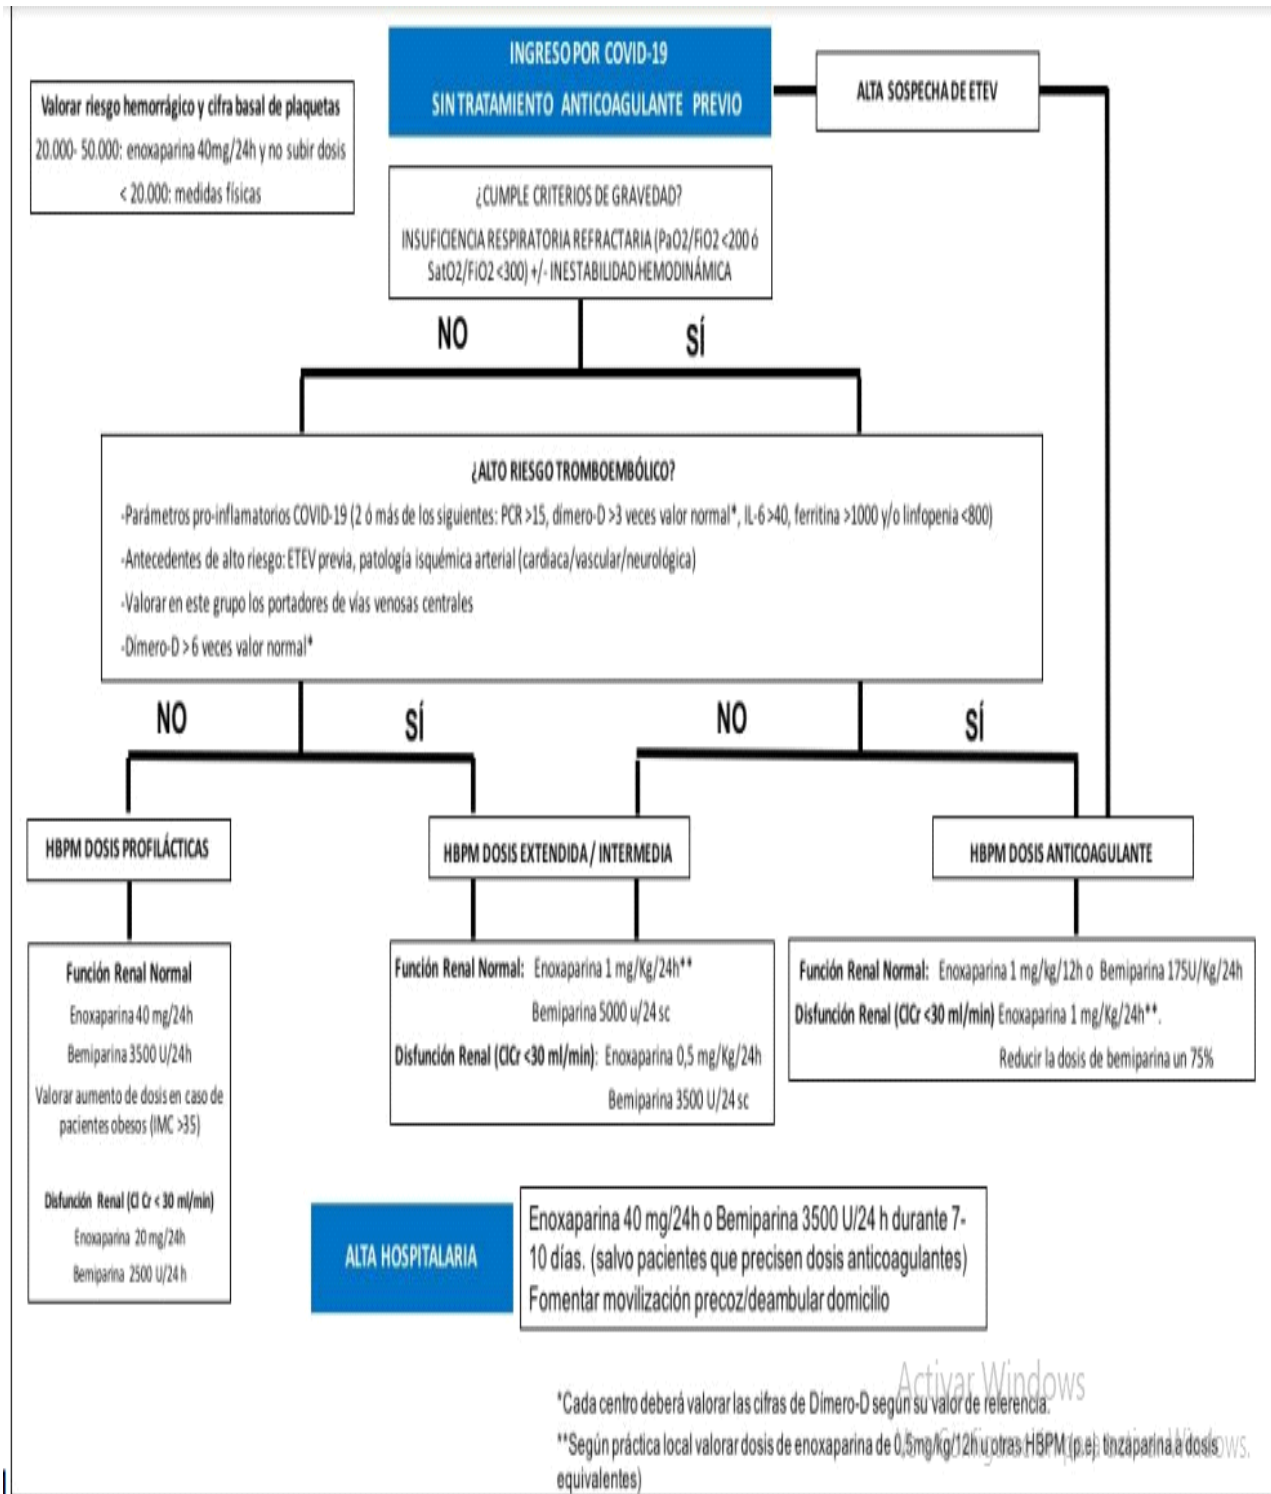 INGRESO POR COVID-19
SIN TRATAMIENTO ANTICOAGULANTE PREVIO
ALTA SOSPECHA DE ETEV
Valorar riesgo hemorrágico y cifra basal de plaquetas
20.000- 50.000: enoxaparina 40mg/24h y no subir dosis
< 20.000: medidas físicas
¿CUMPLE CRITERIOS DE GRAVEDAD?
INSUFICIENCIA RESPIRATORIA REFRACTARIA (PaO2/FiO2 <200 ó
SatO2/FiO2 <300) +/- INESTABILIDAD HEMODINÁMICA
NO
SÍ
¿ALTO RIESGO TROMBOEMBÓLICO?
-Parámetros pro-inflamatorios COVID-19 (2 ó más de los siguientes: PCR >15, dímero-D >3 veces valor normal*, IL-6 >40, ferritina >1000 y/o linfopenia <800)
-Antecedentes de alto riesgo: ETEV previa, patología isquémica arterial (cardiaca/vascular/neurológica)
-Valorar en este grupo los portadores de vías venosas centrales
-Dímero-D > 6 veces valor normal*
NO
SÍ
NO
SÍ
HBPM DOSIS PROFILÁCTICAS
HBPM DOSIS EXTENDIDA / INTERMEDIA
HBPM DOSIS ANTICOAGULANTE
Función Renal Normal
Enoxaparina 40 mg/24h
Bemiparina 3500 U/24h
Valorar aumento de dosis en caso de
pacientes obesos (IMC >35)
Disfunción Renal (Cl Cr < 30 ml/min)
Enoxaparina 20 mg/24h
Bemiparina 2500 U/24 h
Función Renal Normal: Enoxaparina 1 mg/Kg/24h**
Bemiparina 5000 u/24 sc
Disfunción Renal (ClCr <30 ml/min): Enoxaparina 0,5 mg/Kg/24h
Bemiparina 3500 U/24 sc
Función Renal Normal: Enoxaparina 1 mg/kg/12h o Bemiparina 175U/Kg/24h
Disfunción Renal (ClCr <30 ml/min) Enoxaparina 1 mg/Kg/24h**.
Reducir la dosis de bemiparina un 75%
ALTA HOSPITALARIA
Enoxaparina 40 mg/24h o Bemiparina 3500 U/24 h durante 7-
10 días. (salvo pacientes que precisen dosis anticoagulantes)
Fomentar movilización precoz/deambular domicilio
Activar Windows
*Cada centro deberá valorar las cifras de Dímero-D según su valor de referencia.
**Según práctica local valorar dosis de enoxaparina de 0,5mg/kg/12h u otras HBPM (p.ej, tinzaparina a dosis
equivalentes)
Windows.